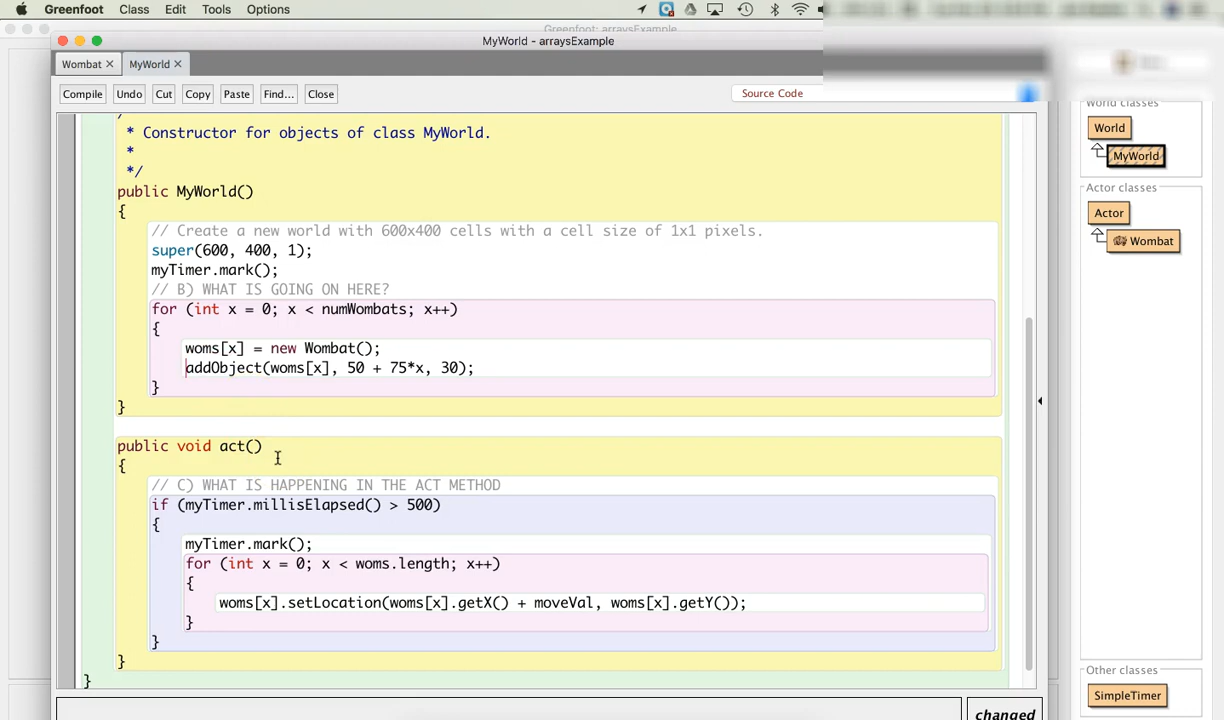 Greenfoot Class Edit Tools Options
Greenfoot: arraysExample
MyWorld - arraysExample
Wombat ✕ MyWorld ✕
Compile Undo Cut Copy Paste Find... Close Source Code
* Constructor for objects of class MyWorld.
*
*/
public MyWorld()
{
// Create a new world with 600x400 cells with a cell size of 1x1 pixels.
super(600, 400, 1);
myTimer.mark();
// B) WHAT IS GOING ON HERE?
for (int x = 0; x < numWombats; x++)
{
woms[x] = new Wombat();
addObject(woms[x], 50 + 75*x, 30);
}
}
public void act()
{
// C) WHAT IS HAPPENING IN THE ACT METHOD
if (myTimer.millisElapsed() > 500)
{
myTimer.mark();
for (int x = 0; x < woms.length; x++)
{
woms[x].setLocation(woms[x].getX() + moveVal, woms[x].getY());
}
}
}
}
changed
World classes
World
MyWorld
Actor classes
Actor
Wombat
Other classes
SimpleTimer